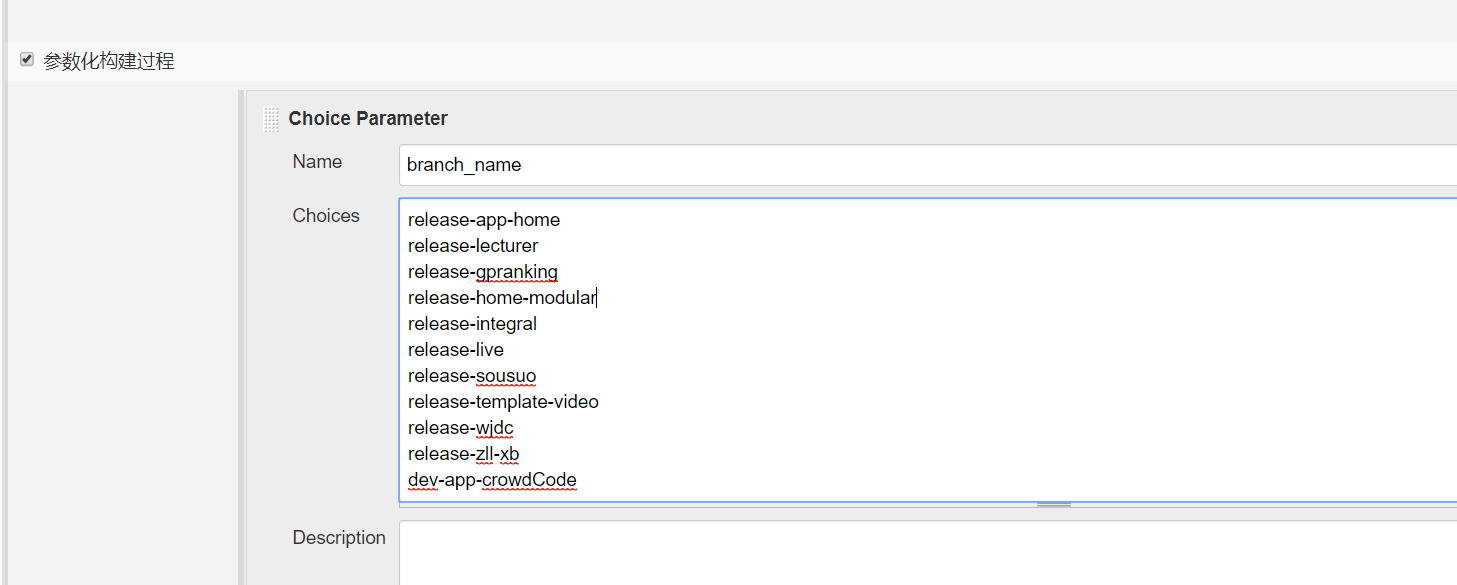 参数化构建过程
Choice Parameter
Name
branch_name
Choices
release-app-home
release-lecturer
release-gpranking
release-home-modular
release-integral
release-live
release-sousuo
release-template-video
release-wjdc
release-zll-xb
dev-app-crowdCode
Description